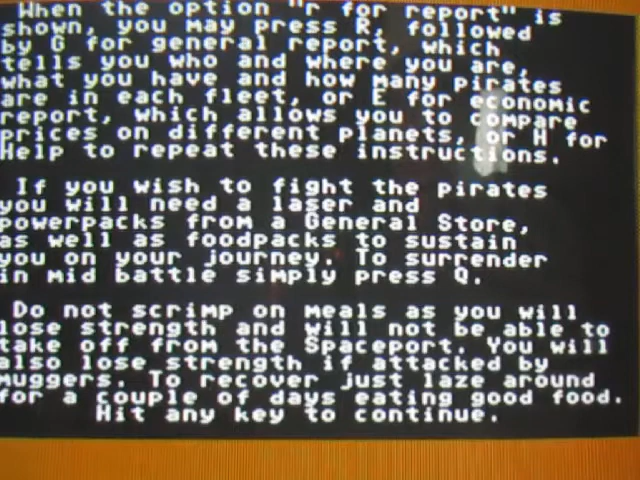 When the option "r for report" is
shown, you may press R, followed
by G for general report, which
tells you who and where you are,
what you have and how many pirates
are in each fleet, or E for economic
report, which allows you to compare
prices on different planets, or H for
Help to repeat these instructions.
If you wish to fight the pirates
you will need a laser and
powerpacks from a General Store,
as well as foodpacks to sustain
you on your journey. To surrender
in mid battle simply press Q.
Do not scrimp on meals as you will
lose strength and will not be able to
take off from the Spaceport. You will
also lose strength if attacked by
muggers. To recover just laze around
for a couple of days eating good food.
Hit any key to continue.